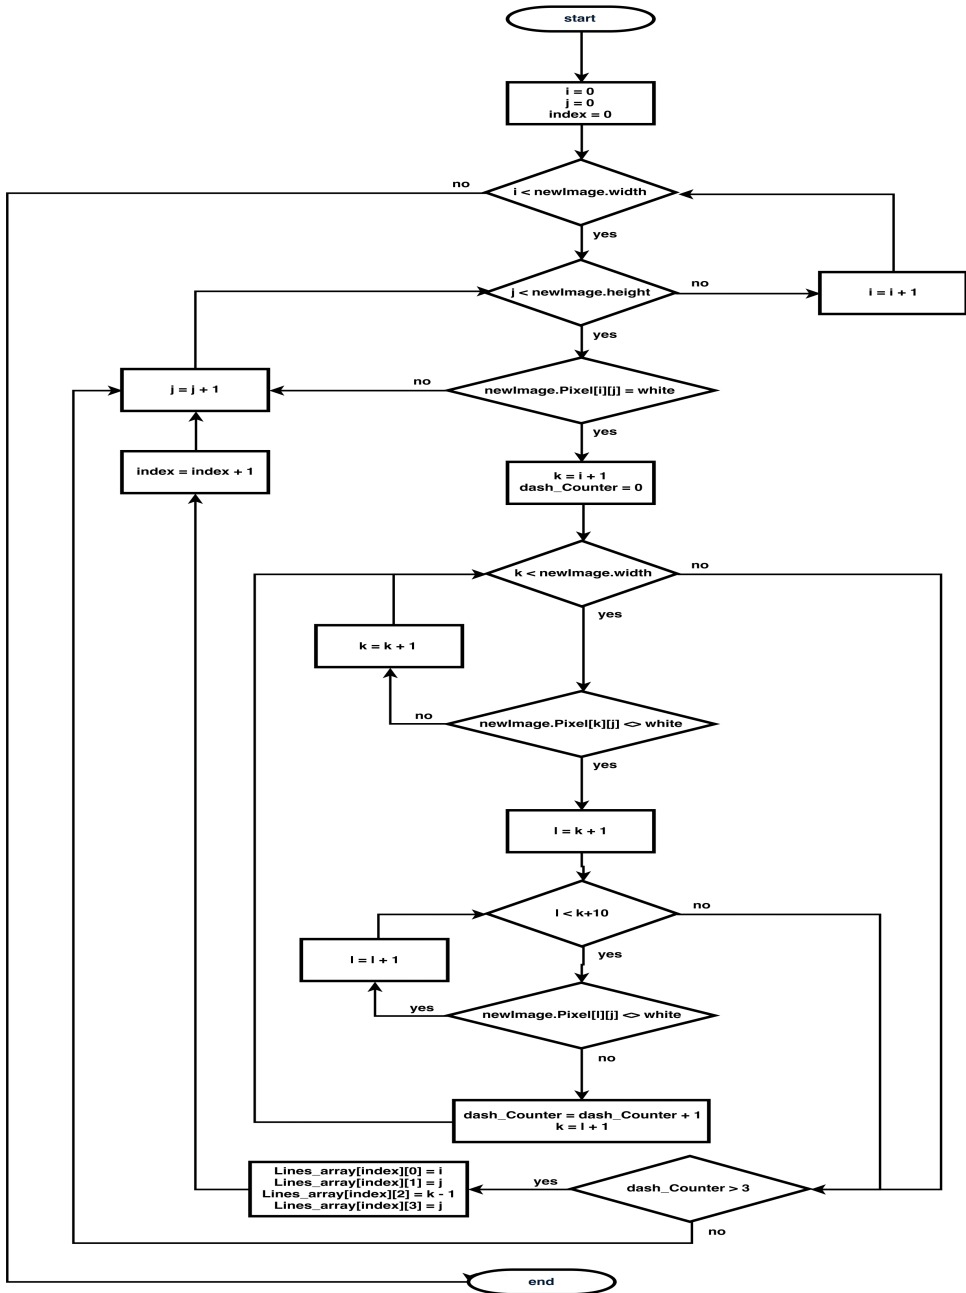 start
i = 0
j = 0
index = 0
no
i < newImage.width
yes
j < newImage.height
no
i = i + 1
yes
j = j + 1
no
newImage.Pixel[i][j] = white
yes
index = index + 1
k = i + 1
dash_Counter = 0
k < newImage.width
no
yes
k = k + 1
no
newImage.Pixel[k][j] <> white
yes
l = k + 1
l < k+10
no
yes
l = l + 1
yes
newImage.Pixel[l][j] <> white
no
dash_Counter = dash_Counter + 1
k = l + 1
Lines_array[index][0] = i
Lines_array[index][1] = j
Lines_array[index][2] = k - 1
Lines_array[index][3] = j
yes
dash_Counter > 3
no
end